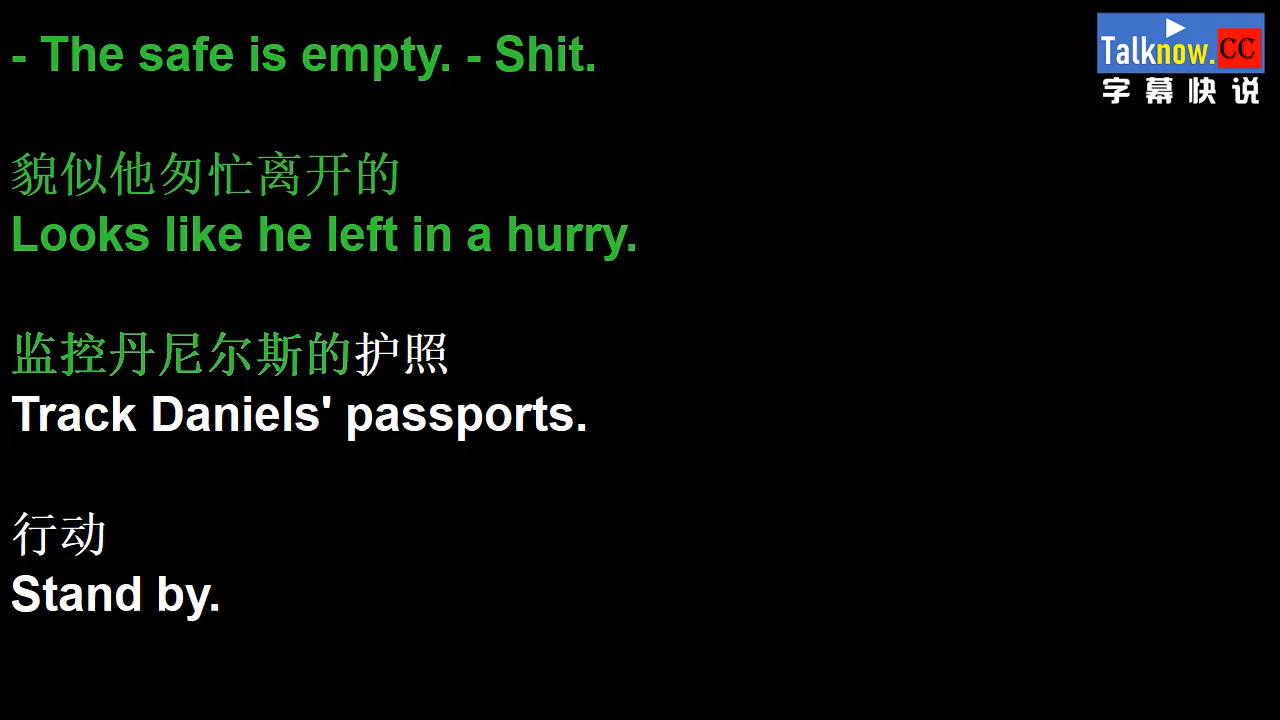 - The safe is empty. - Shit.
Talknow.CC
字幕快说
貌似他匆忙离开的
Looks like he left in a hurry.
监控丹尼尔斯的护照
Track Daniels' passports.
行动
Stand by.